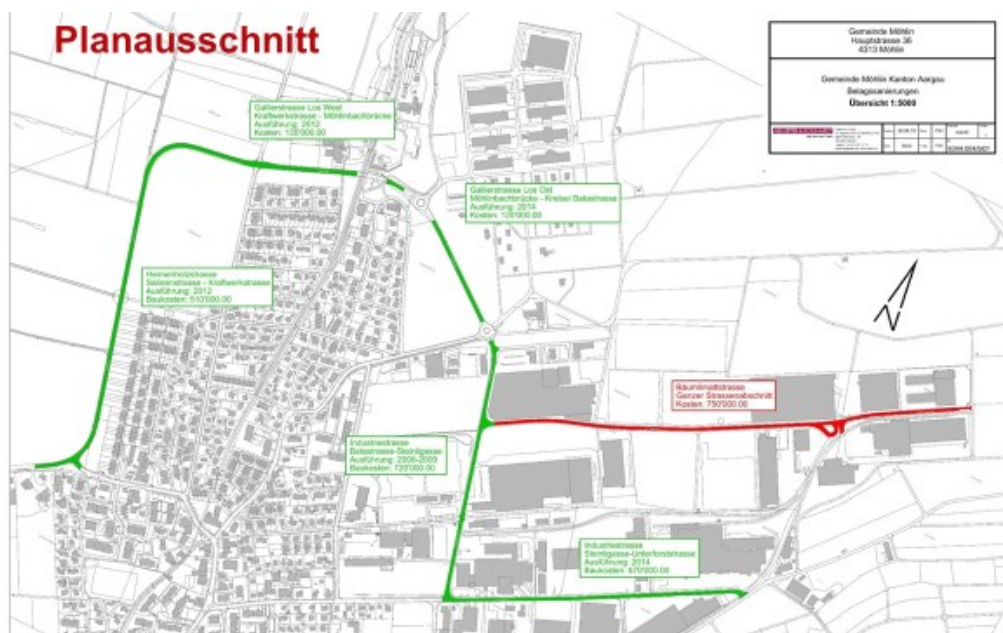 Planausschnitt
Gemeinde Möhlin
Hauptstrasse 36
4313 Möhlin
Gemeinde Möhlin Kanton Aargau
Belagssanierungen
Übersicht 1:5000
Gallierstrasse Los West
Kraftwerkstrasse - Möhlinbachbrücke
Ausführung: 2012
Kosten: 135'000.00
Gallierstrasse Los Ost
Möhlinbachbrücke - Kreisel Batastrasse
Ausführung: 2014
Kosten: 120'000.00
Heimenholzstrasse
Salinenstrasse - Kraftwerkstrasse
Ausführung: 2012
Baukosten: 510'000.00
Bäumlimattstrasse
Ganzer Strassenabschnitt
Kosten: 750'000.00
Industriestrasse
Batastrasse-Steinligasse
Ausführung: 2008-2009
Baukosten: 720'000.00
Industriestrasse
Steinligasse-Unterforststrasse
Ausführung: 2014
Baukosten: 670'000.00
N